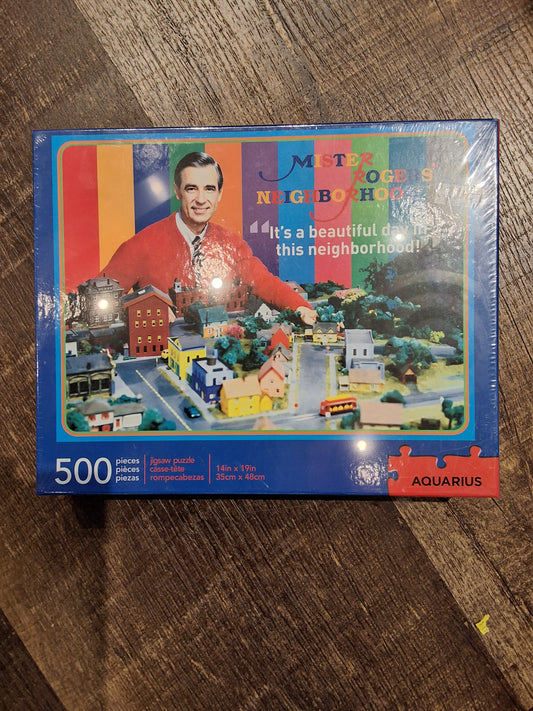 MISTER
ROGERS'
NEIGHBORHOO
"It's a beautiful day in
this neighborhood!"
500
pieces
pièces
piezas
jigsaw puzzle
casse-tête
rompecabezas
14in x 19in
35cm x 48cm
AQUARIUS